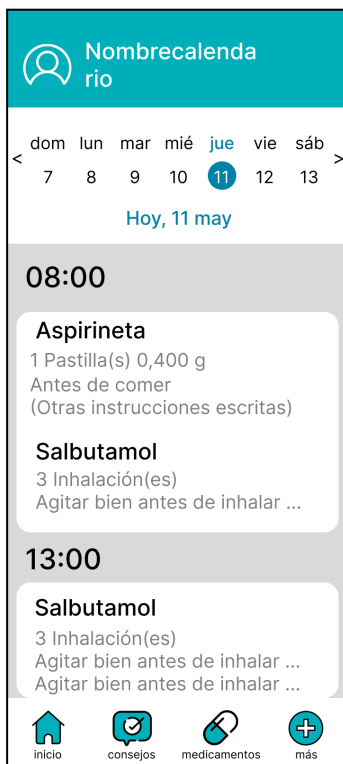 Nombrecalenda
rio
dom lun mar mié jue vie sáb
< 7 8 9 10 11 12 13 >
Hoy, 11 may
08:00
Aspirineta
1 Pastilla(s) 0,400 g
Antes de comer
(Otras instrucciones escritas)
Salbutamol
3 Inhalación(es)
Agitar bien antes de inhalar ...
13:00
Salbutamol
3 Inhalación(es)
Agitar bien antes de inhalar ...
Agitar bien antes de inhalar ...
inicio consejos medicamentos más